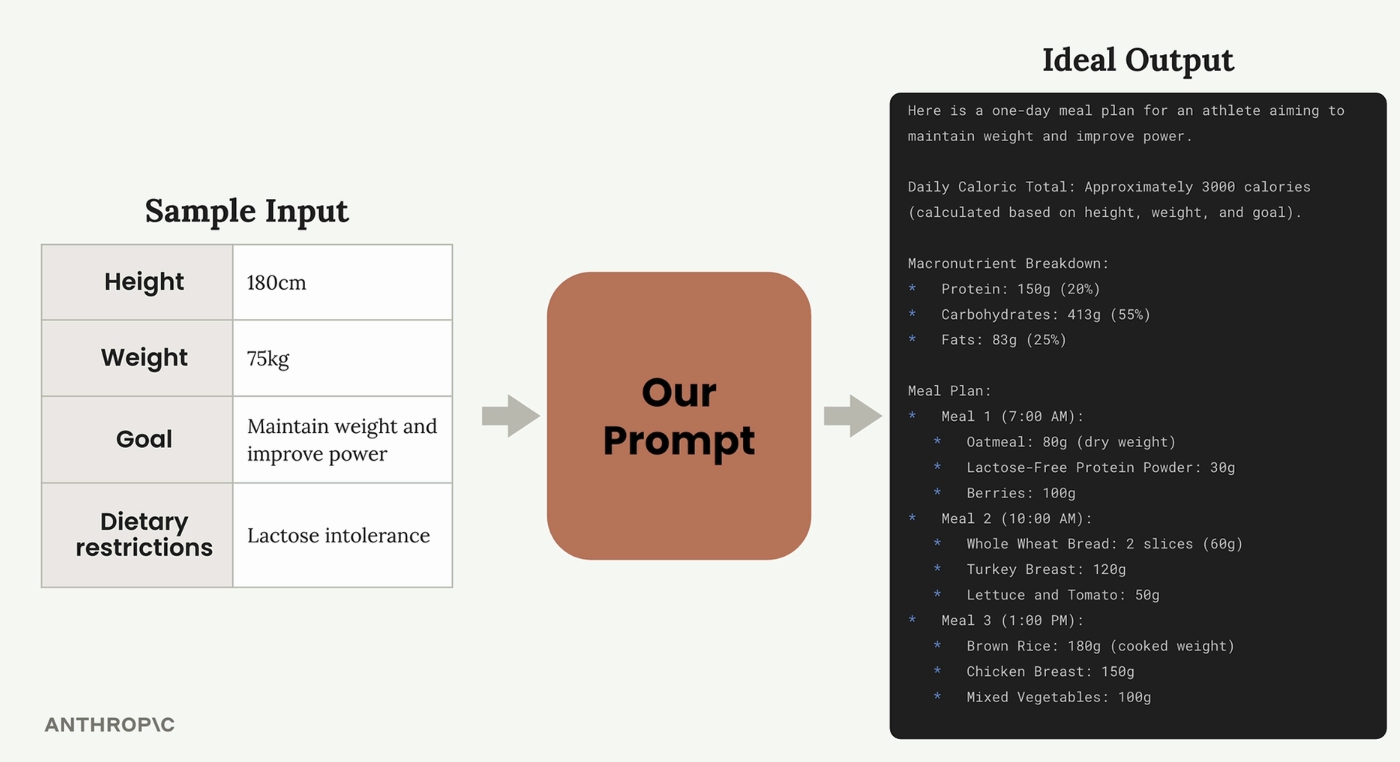 Sample Input
Height
180cm
Weight
75kg
Goal
Maintain weight and
improve power
Dietary
restrictions
Lactose intolerance
Our
Prompt
Ideal Output
Here is a one-day meal plan for an athlete aiming to
maintain weight and improve power.
Daily Caloric Total: Approximately 3000 calories
(calculated based on height, weight, and goal).
Macronutrient Breakdown:
* Protein: 150g (20%)
* Carbohydrates: 413g (55%)
* Fats: 83g (25%)
Meal Plan:
* Meal 1 (7:00 AM):
* Oatmeal: 80g (dry weight)
* Lactose-Free Protein Powder: 30g
* Berries: 100g
* Meal 2 (10:00 AM):
* Whole Wheat Bread: 2 slices (60g)
* Turkey Breast: 120g
* Lettuce and Tomato: 50g
* Meal 3 (1:00 PM):
* Brown Rice: 180g (cooked weight)
* Chicken Breast: 150g
* Mixed Vegetables: 100g
ANTHROP\C